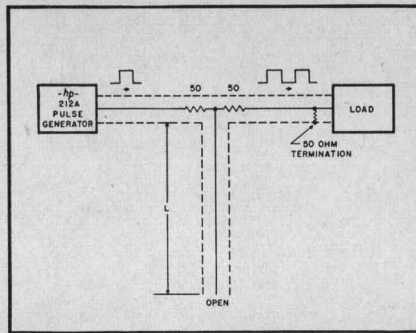 -hp-
212A
PULSE
GENERATOR
50 50
LOAD
50 OHM
TERMINATION
L
OPEN